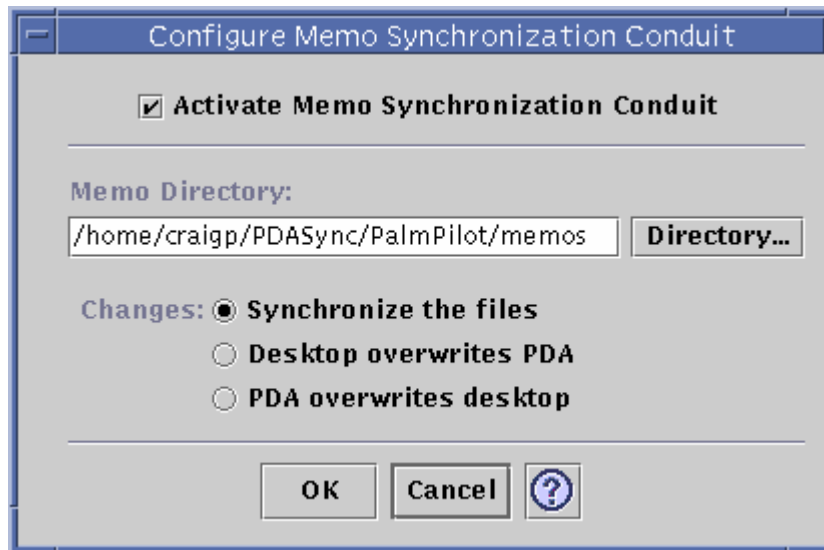 Configure Memo Synchronization Conduit
Activate Memo Synchronization Conduit
Memo Directory:
/home/craigp/PDASync/PalmPilot/memos Directory...
Changes: Synchronize the files
Desktop overwrites PDA
PDA overwrites desktop
OK Cancel ?